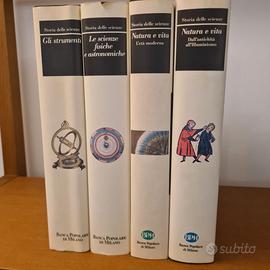 Storia delle scienze
Gli strumenti
BANCA POPOLARE
DI MILANO
Storia delle scienze
Le scienze
fisiche
e astronomiche
BANCA POPOLARE
DI MILANO
Storia delle scienze
Natura e vita
L'età moderna
BPM
Banca Popolare
di Milano
Storia delle scienze
Natura e vita
Dall'antichità
all'Illuminismo
BPM
Banca Popolare
di Milano
subito